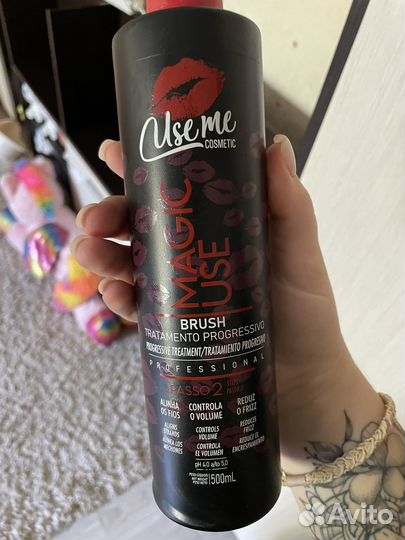 Use me
COSMETIC
MAGIC
USE
BRUSH
TRATAMENTO PROGRESSIVO
PROGRESSIVE TREATMENT/TRATAMIENTO PROGRESIVO
PROFESSIONAL
PASSO 2
ALINHA
OS FIOS
ALIGNS
STRANDS
ALINEA LOS
MECHONES
CONTROLA
O VOLUME
CONTROLS
VOLUME
CONTROLA
EL VOLUMEN
REDUZ
O FRIZZ
REDUCES
FRIZZ
REDUCE EL
ENCRESPAMIENTO
pH 4,0 a/to 5,0
500mL
Avito